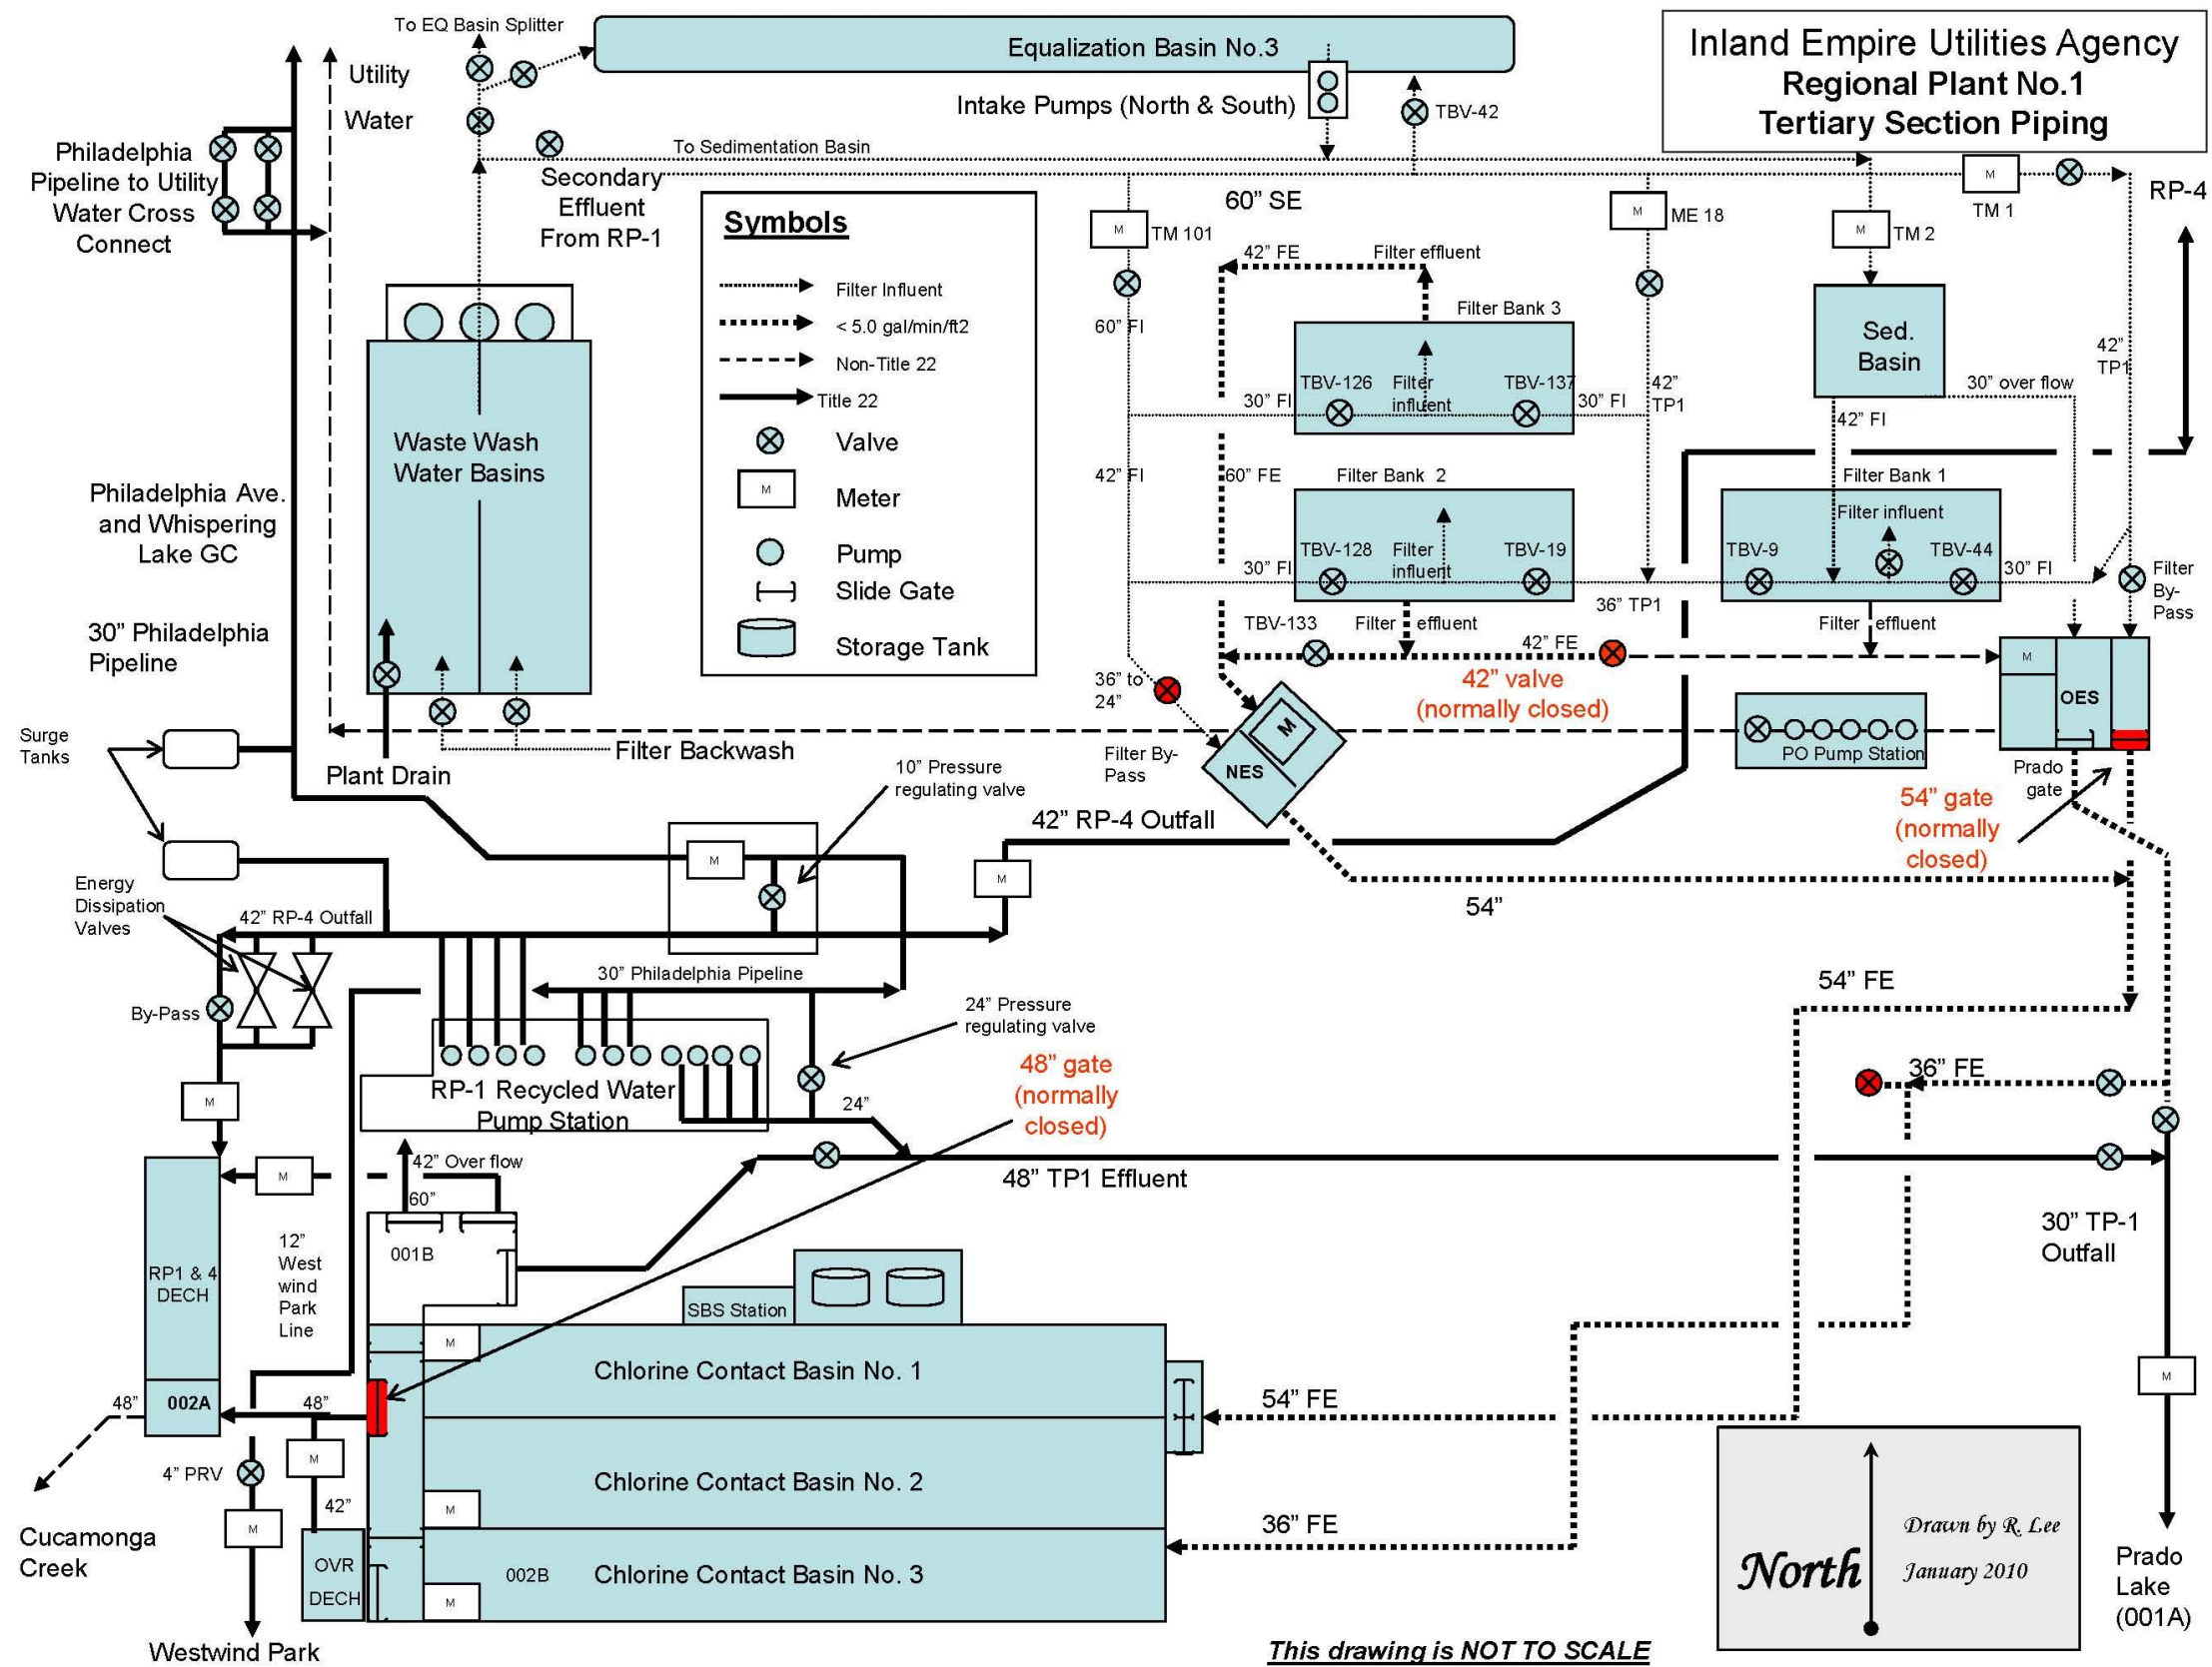 Inland Empire Utilities Agency
Regional Plant No.1
Tertiary Section Piping
To EQ Basin Splitter
Equalization Basin No.3
Utility
Water
Intake Pumps (North & South)
TBV-42
Philadelphia
Pipeline to Utility
Water Cross
Connect
To Sedimentation Basin
Secondary
Effluent
From RP-1
60” SE
M
TM 101
M
ME 18
M
TM 2
M
TM 1
RP-4
Symbols
Filter Influent
< 5.0 gal/min/ft2
Non-Title 22
Title 22
Valve
M
Meter
Pump
Slide Gate
Storage Tank
42” FE
Filter effluent
Filter Bank 3
60” FI
TBV-126
Filter
influent
TBV-137
30” FI
30” FI
42”
TP1
Sed.
Basin
42”
TP1
30” over flow
42” FI
Waste Wash
Water Basins
42” FI
60” FE
Filter Bank 2
TBV-128
Filter
influent
TBV-19
30” FI
36” TP1
Filter Bank 1
Filter influent
TBV-9
TBV-44
30” FI
Filter
By-
Pass
Philadelphia Ave.
and Whispering
Lake GC
30” Philadelphia
Pipeline
TBV-133
Filter effluent
42” FE
Filter effluent
42” valve
(normally closed)
36” to
24”
Filter By-
Pass
M
NES
M
OES
PO Pump Station
Prado
gate
54” gate
(normally
closed)
Surge
Tanks
Plant Drain
Filter Backwash
10” Pressure
regulating valve
42” RP-4 Outfall
M
M
54”
Energy
Dissipation
Valves
42” RP-4 Outfall
30” Philadelphia Pipeline
By-Pass
24” Pressure
regulating valve
54” FE
36” FE
48” gate
(normally
closed)
RP-1 Recycled Water
Pump Station
24”
M
42” Over flow
M
60”
48” TP1 Effluent
30” TP-1
Outfall
001B
12”
West
wind
Park
Line
RP1 & 4
DECH
SBS Station
M
Chlorine Contact Basin No. 1
M
48”
002A
48”
54” FE
M
4” PRV
Chlorine Contact Basin No. 2
M
42”
M
36” FE
Cucamonga
Creek
OVR
DECH
002B
Chlorine Contact Basin No. 3
M
Westwind Park
North
Drawn by R. Lee
January 2010
Prado
Lake
(001A)
This drawing is NOT TO SCALE